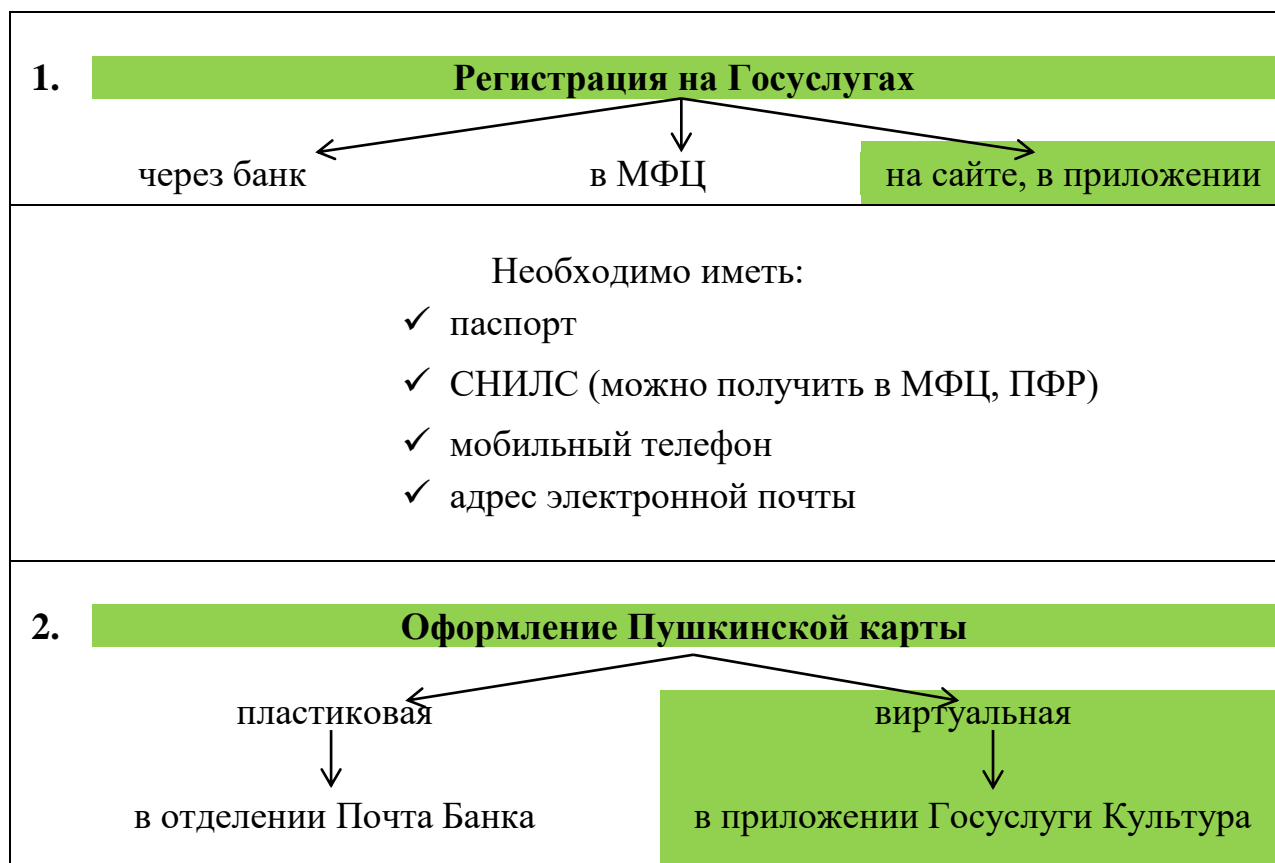 1. Регистрация на Госуслугах
через банк в МФЦ на сайте, в приложении
Необходимо иметь:
✓ паспорт
✓ СНИЛС (можно получить в МФЦ, ПФР)
✓ мобильный телефон
✓ адрес электронной почты
2. Оформление Пушкинской карты
пластиковая виртуальная
в отделении Почта Банка в приложении Госуслуги Культура